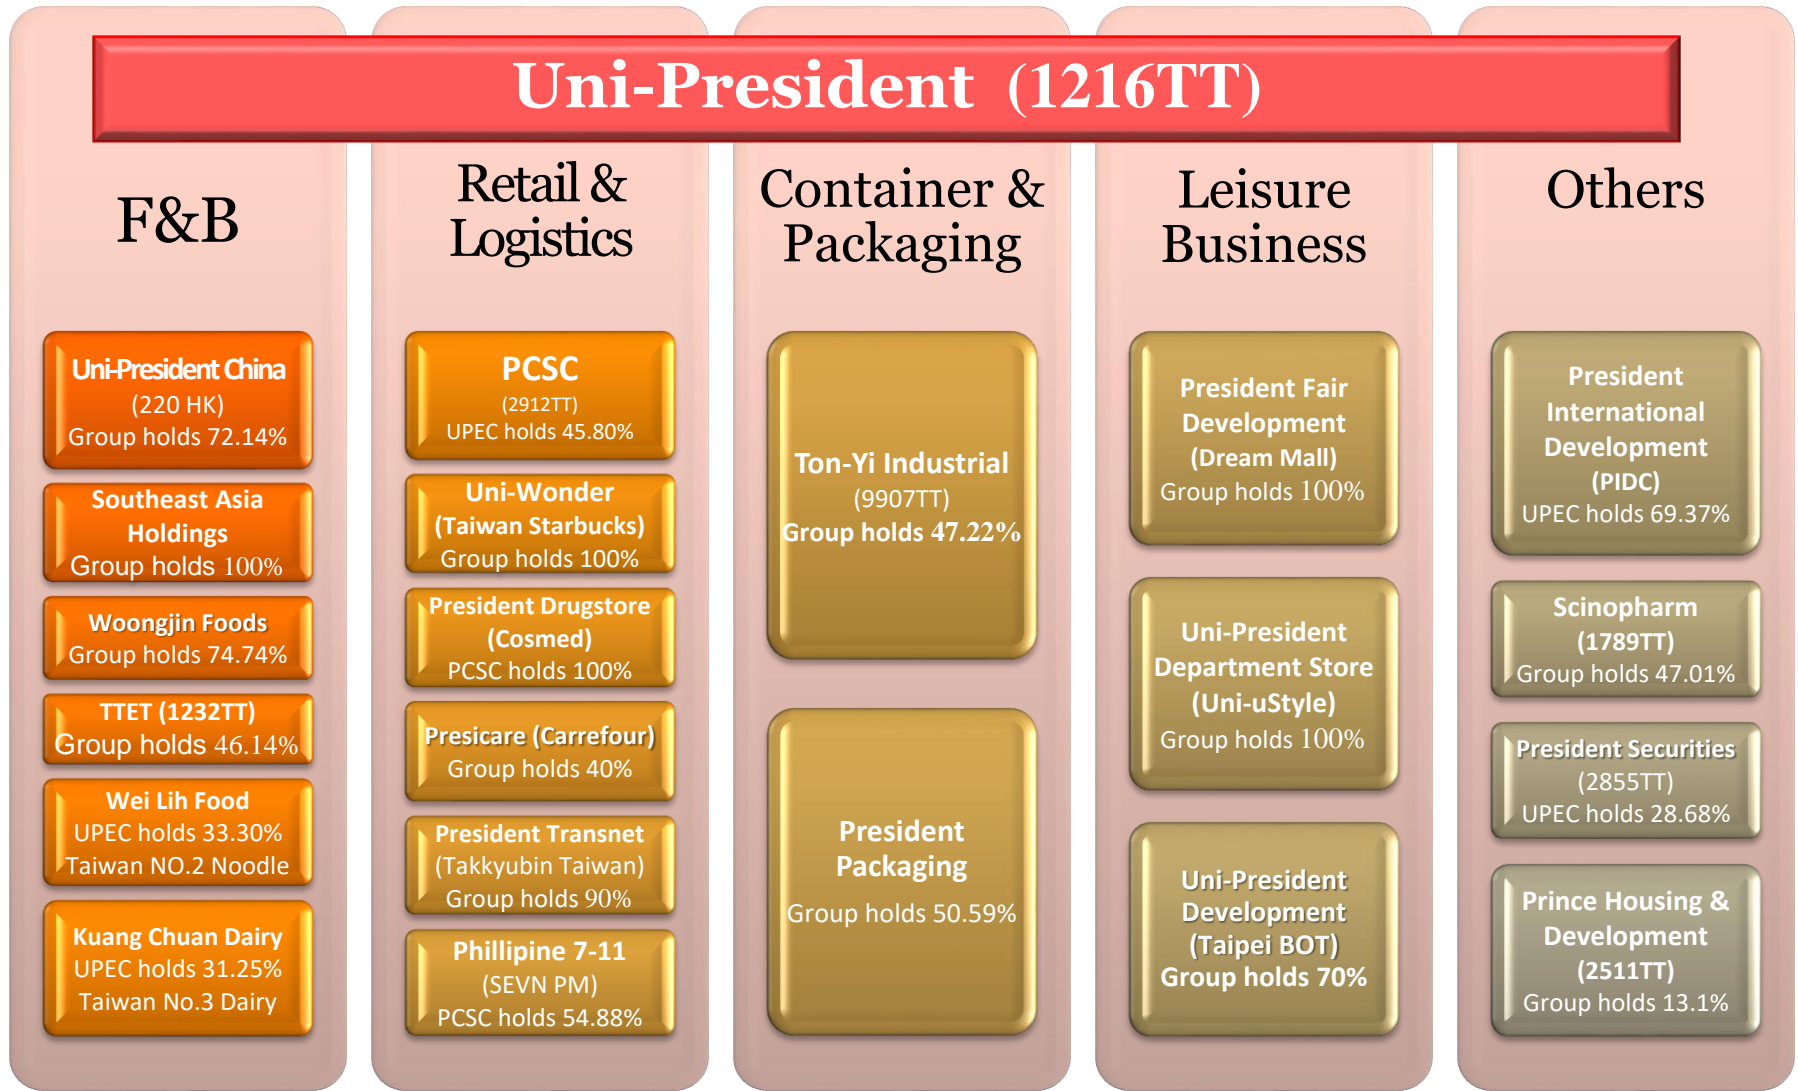 Uni-President (1216TT)
F&B
Uni-President China
(220 HK)
Group holds 72.14%
Southeast Asia
Holdings
Group holds 100%
Woongjin Foods
Group holds 74.74%
TTET (1232TT)
Group holds 46.14%
Wei Lih Food
UPEC holds 33.30%
Taiwan NO.2 Noodle
Kuang Chuan Dairy
UPEC holds 31.25%
Taiwan No.3 Dairy
Retail &
Logistics
PCSC
(2912TT)
UPEC holds 45.80%
Uni-Wonder
(Taiwan Starbucks)
Group holds 100%
President Drugstore
(Cosmed)
PCSC holds 100%
Presicare (Carrefour)
Group holds 40%
President Transnet
(Takkyubin Taiwan)
Group holds 90%
Phillipine 7-11
(SEVN PM)
PCSC holds 54.88%
Container &
Packaging
Ton-Yi Industrial
(9907TT)
Group holds 47.22%
President
Packaging
Group holds 50.59%
Leisure
Business
President Fair
Development
(Dream Mall)
Group holds 100%
Uni-President
Department Store
(Uni-uStyle)
Group holds 100%
Uni-President
Development
(Taipei BOT)
Group holds 70%
Others
President
International
Development
(PIDC)
UPEC holds 69.37%
Scinopharm
(1789TT)
Group holds 47.01%
President Securities
(2855TT)
UPEC holds 28.68%
Prince Housing &
Development
(2511TT)
Group holds 13.1%